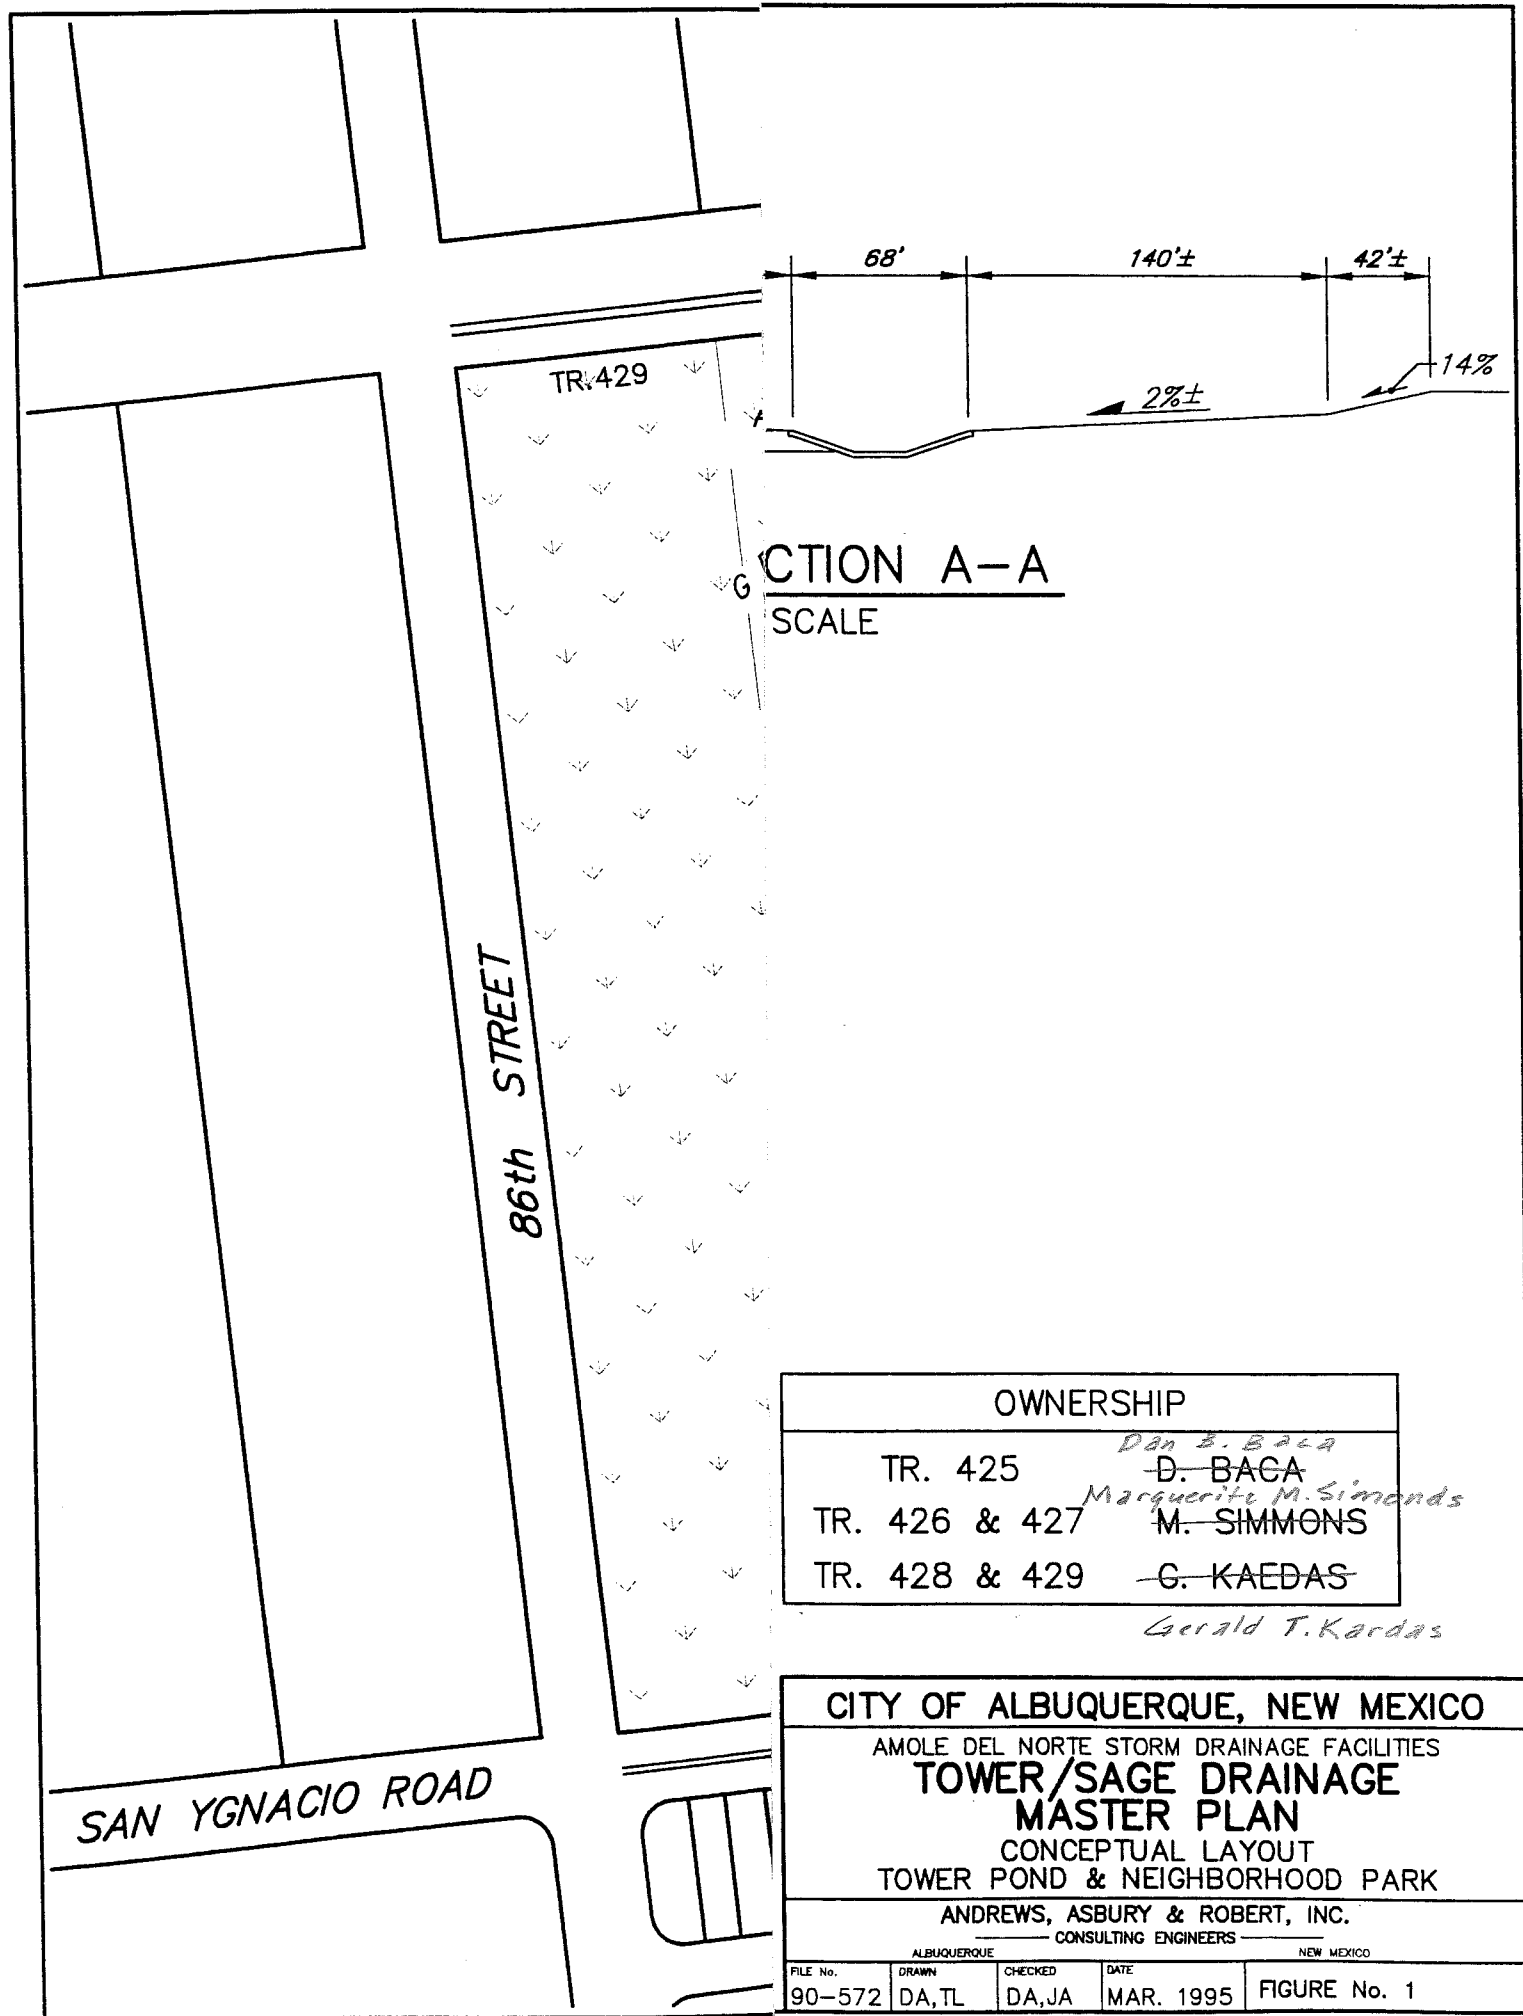 TR. 429
G
86th STREET
SAN YGNACIO ROAD
68' 140'± 42'±
2%± 14%
CTION A-A
SCALE
OWNERSHIP
Dan B. Baca
TR. 425 D. BACA
Marguerite M. Simonds
TR. 426 & 427 M. SIMMONS
TR. 428 & 429 G. KAEDAS
Gerald T. Kardas
CITY OF ALBUQUERQUE, NEW MEXICO
AMOLE DEL NORTE STORM DRAINAGE FACILITIES
TOWER/SAGE DRAINAGE
MASTER PLAN
CONCEPTUAL LAYOUT
TOWER POND & NEIGHBORHOOD PARK
ANDREWS, ASBURY & ROBERT, INC.
CONSULTING ENGINEERS
ALBUQUERQUE NEW MEXICO
FILE No. DRAWN CHECKED DATE
90-572 DA,TL DA,JA MAR. 1995 FIGURE No. 1